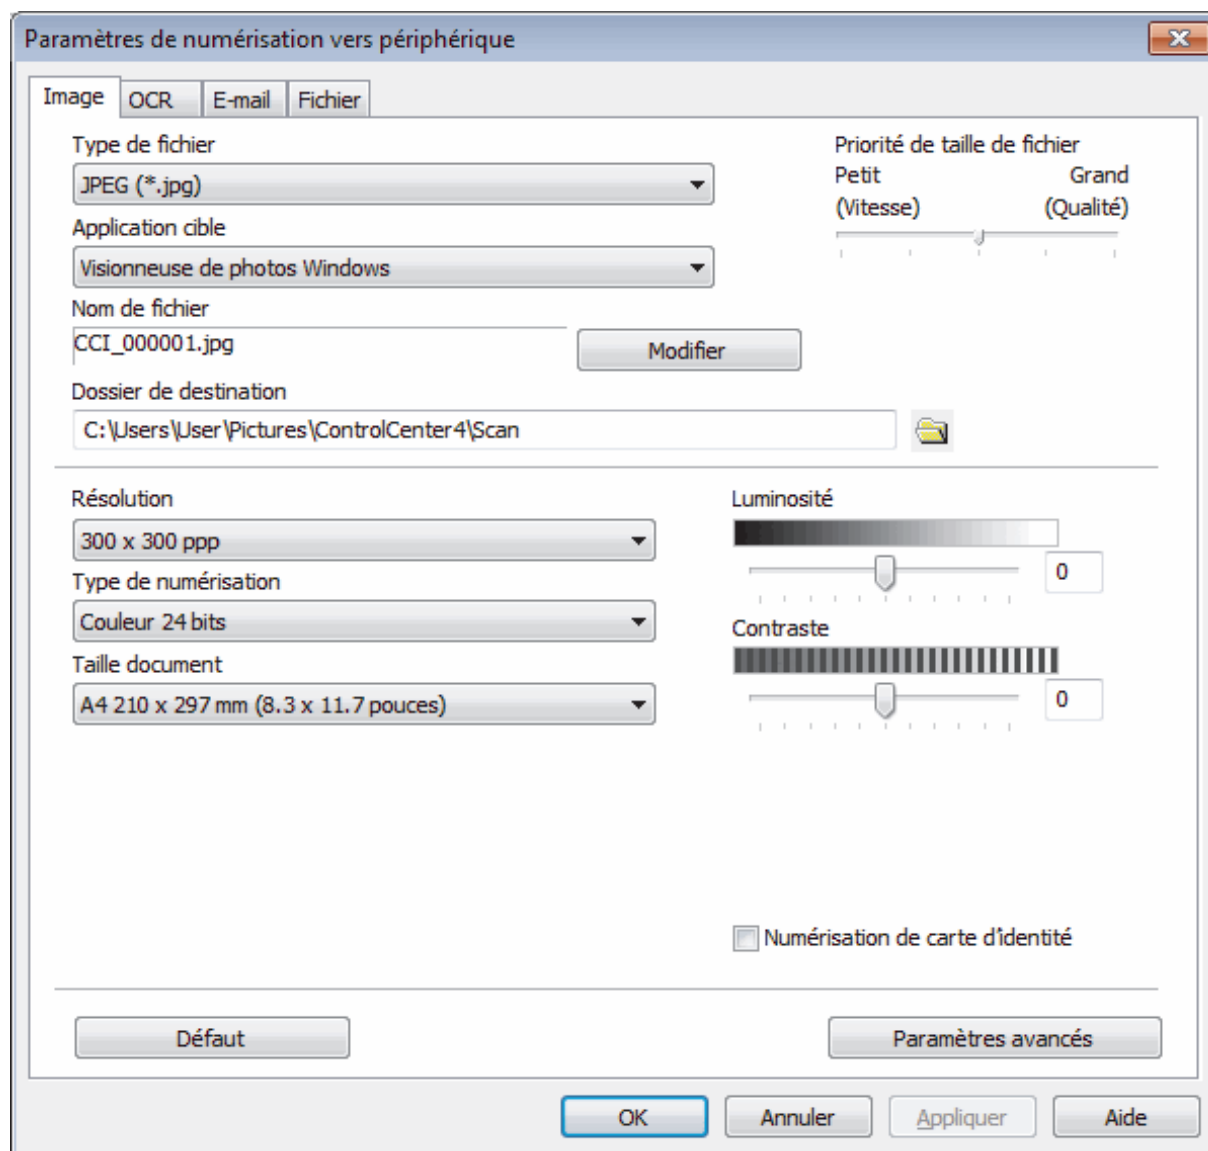 Paramètres de numérisation vers périphérique
Image OCR E-mail Fichier
Type de fichier
JPEG (*.jpg)
Application cible
Visionneuse de photos Windows
Nom de fichier
CCI_000001.jpg
Modifier
Dossier de destination
C:\Users\User\Pictures\ControlCenter4\Scan
Priorité de taille de fichier
Petit Grand
(Vitesse) (Qualité)
Résolution
300 x 300 ppp
Type de numérisation
Couleur 24 bits
Taille document
A4 210 x 297 mm (8.3 x 11.7 pouces)
Luminosité
0
Contraste
0
Numérisation de carte d'identité
Défaut Paramètres avancés
OK Annuler Appliquer Aide